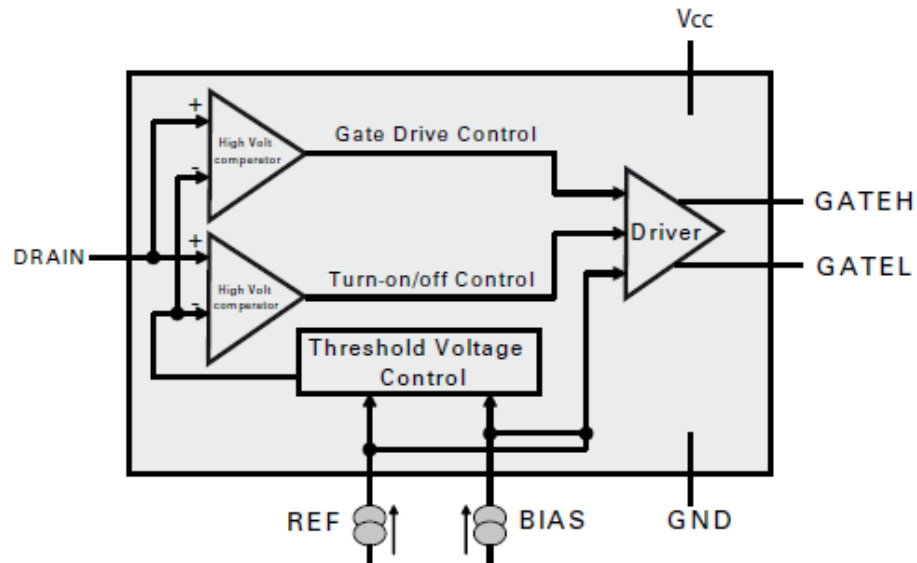 Vcc
+
High Volt
comperator
-
Gate Drive Control
GATEH
Driver
GATEL
DRAIN
+
High Volt
comperator
-
Turn-on/off Control
Threshold Voltage
Control
REF
BIAS
GND